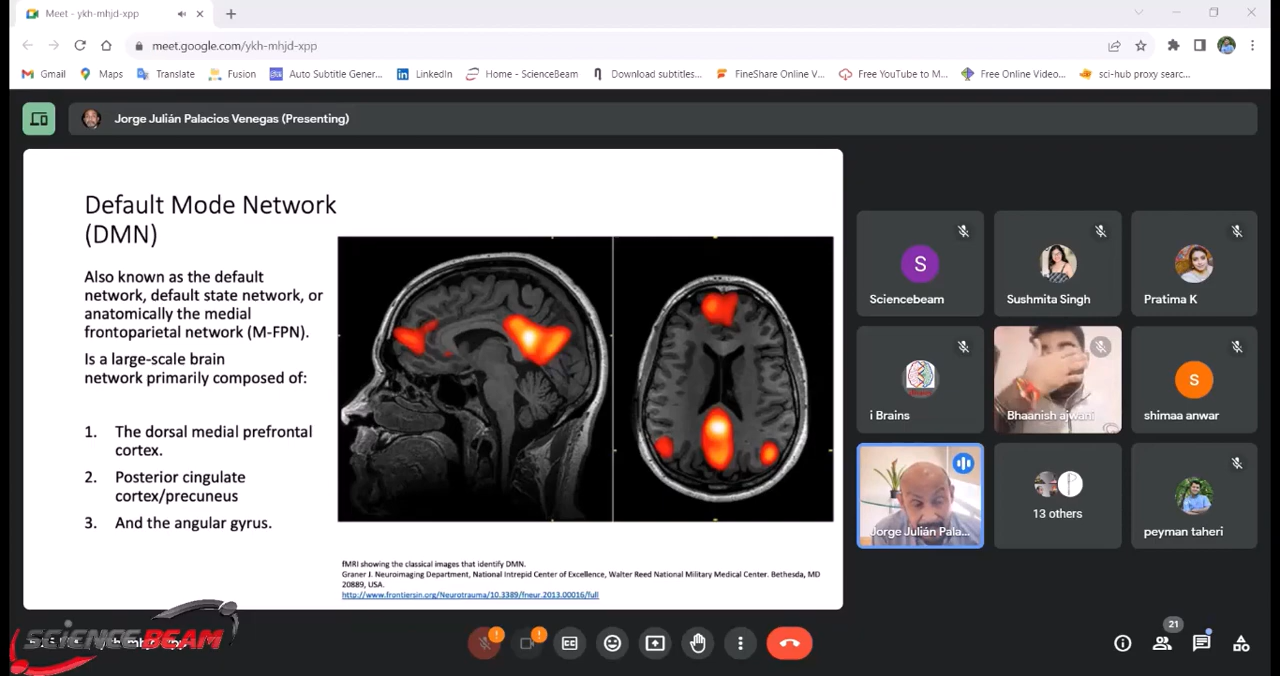 Meet - ykh-mhjd-xpp
meet.google.com/ykh-mhjd-xpp
Gmail
Maps
Translate
Fusion
Auto Subtitle Gener...
LinkedIn
Home - ScienceBeam
Download subtitles...
FineShare Online V...
Free YouTube to M...
Free Online Video...
sci-hub proxy searc...
Jorge Julián Palacios Venegas (Presenting)
Default Mode Network
(DMN)
Also known as the default
network, default state network, or
anatomically the medial
frontoparietal network (M-FPN).
Is a large-scale brain
network primarily composed of:
1. The dorsal medial prefrontal
cortex.
2. Posterior cingulate
cortex/precuneus
3. And the angular gyrus.
fMRI showing the classical images that identify DMN.
Graner J. Neuroimaging Department, National Intrepid Center of Excellence, Walter Reed National Military Medical Center. Bethesda, MD
20889, USA.
http://www.frontiersin.org/Neurotrauma/10.3389/fneur.2013.00016/full
S
Sciencebeam
Sushmita Singh
Pratima K
i Brains
Bhaanish ajwani
S
shimaa anwar
Jorge Julián Pala...
13 others
peyman taheri
21
SCIENCEBEAM